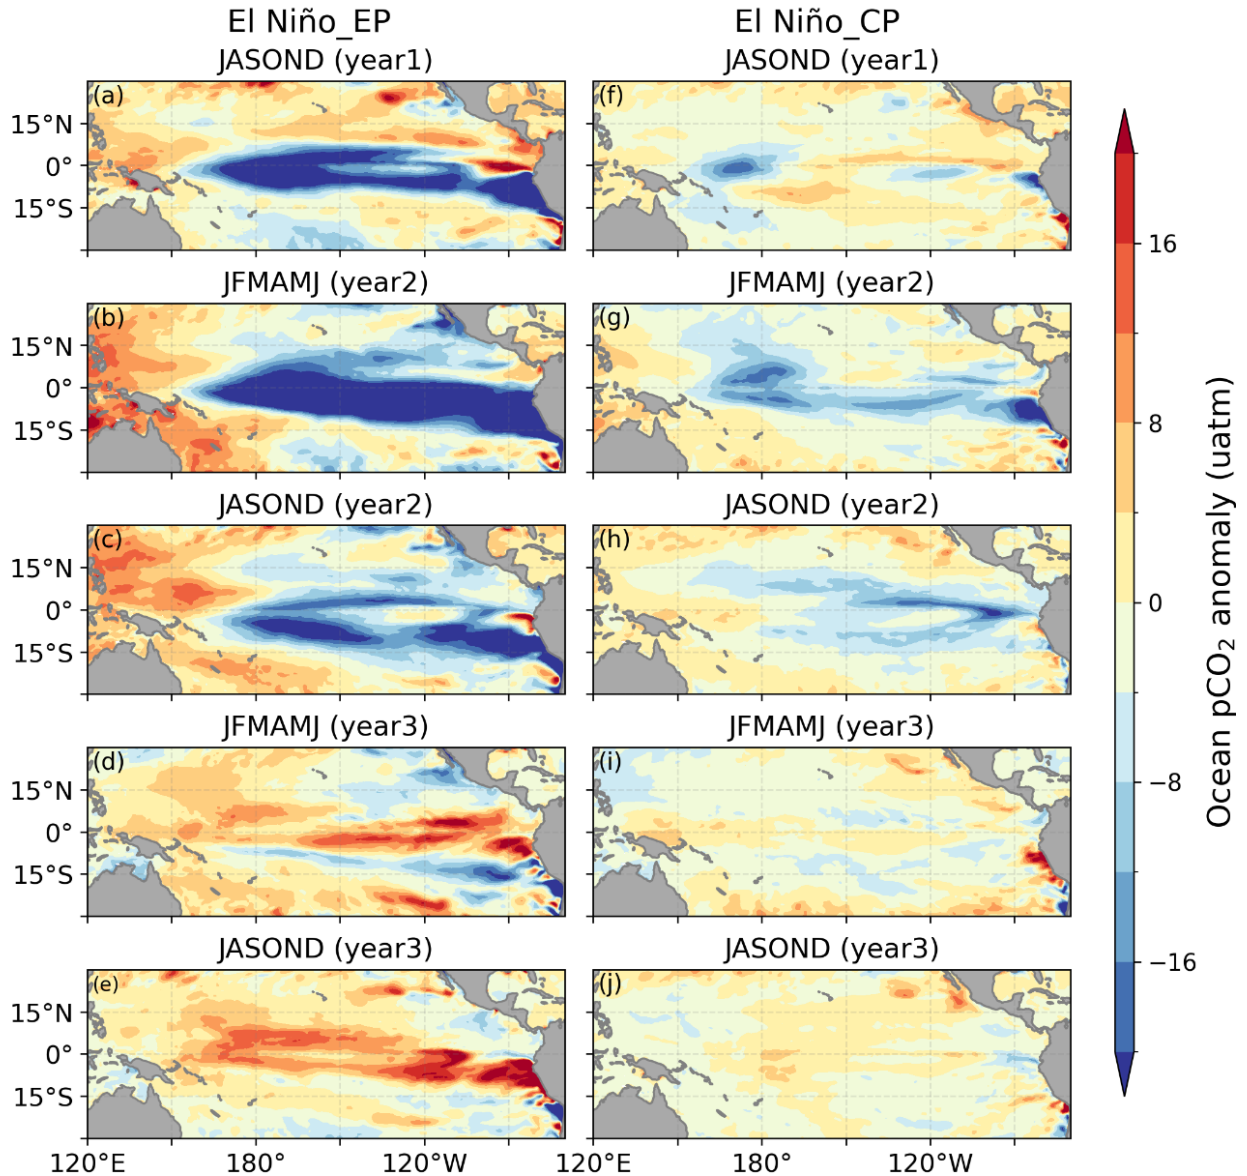 El Niño_EP
El Niño_CP
JASOND (year1)
JASOND (year1)
(a)
(f)
15°N
0°
15°S
JFMAMJ (year2)
JFMAMJ (year2)
(b)
(g)
15°N
0°
15°S
JASOND (year2)
JASOND (year2)
(c)
(h)
15°N
0°
15°S
JFMAMJ (year3)
JFMAMJ (year3)
(d)
(i)
15°N
0°
15°S
JASOND (year3)
JASOND (year3)
(e)
(j)
15°N
0°
15°S
120°E
180°
120°W
120°E
180°
120°W
16
8
0
−8
−16
Ocean pCO₂ anomaly (uatm)